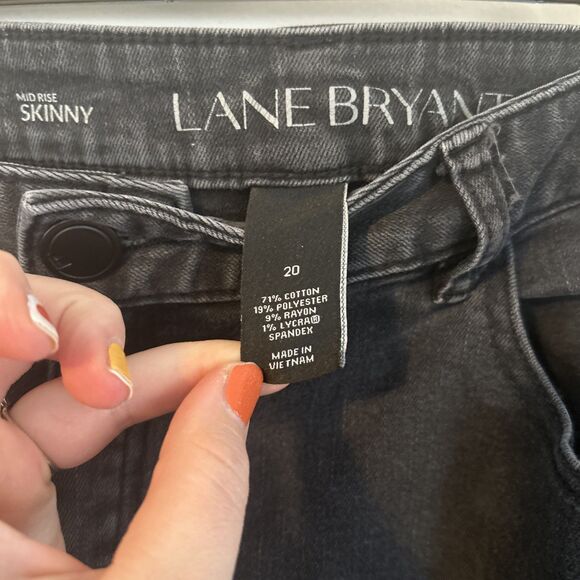 MID RISE
SKINNY
LANE BRYANT
20
71% COTTON
19% POLYESTER
9% RAYON
1% LYCRA®
SPANDEX
MADE IN
VIETNAM